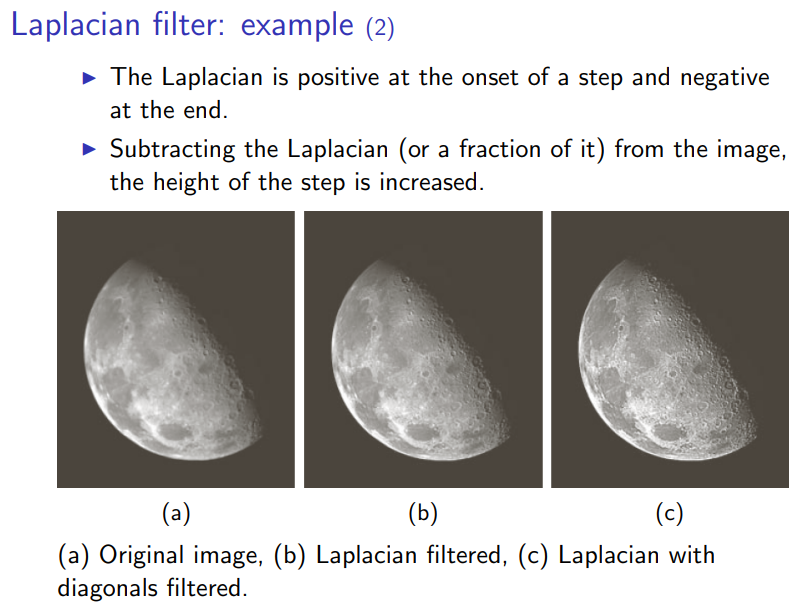 Laplacian filter: example (2)
▶ The Laplacian is positive at the onset of a step and negative
at the end.
▶ Subtracting the Laplacian (or a fraction of it) from the image,
the height of the step is increased.
(a) (b) (c)
(a) Original image, (b) Laplacian filtered, (c) Laplacian with
diagonals filtered.